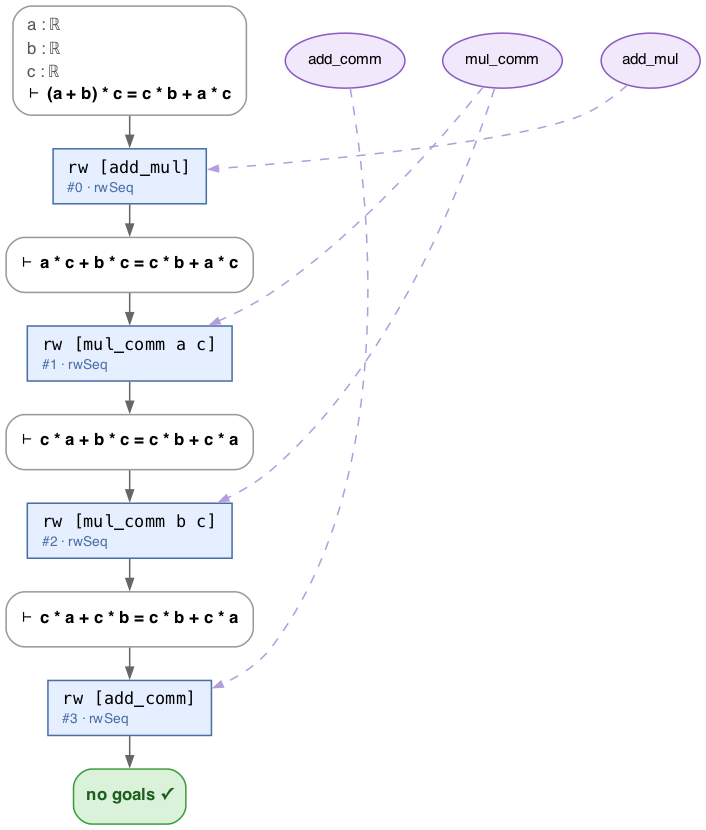 a : ℝ
b : ℝ
c : ℝ
⊢ (a + b) * c = c * b + a * c
add_comm
mul_comm
add_mul
rw [add_mul]
#0 · rwSeq
⊢ a * c + b * c = c * b + a * c
rw [mul_comm a c]
#1 · rwSeq
⊢ c * a + b * c = c * b + c * a
rw [mul_comm b c]
#2 · rwSeq
⊢ c * a + c * b = c * b + c * a
rw [add_comm]
#3 · rwSeq
no goals ✓